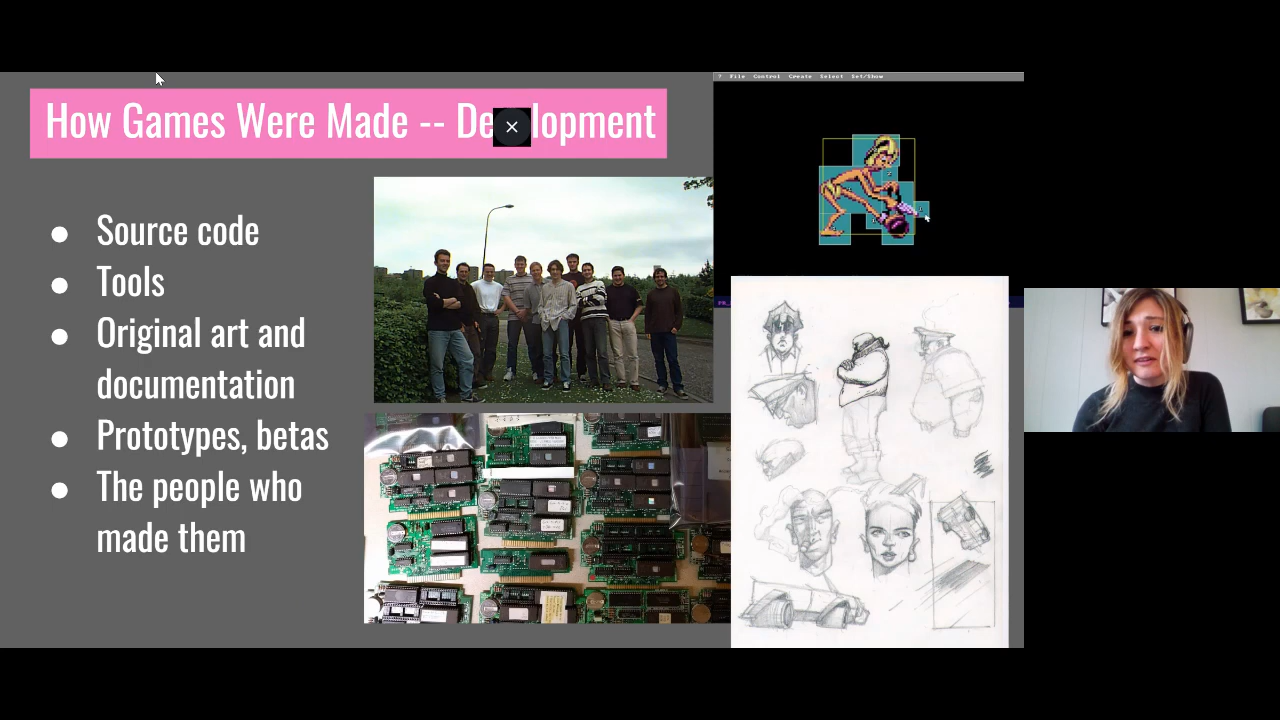 How Games Were Made -- De lopment
? File Control Create Select Set/Show
● Source code
● Tools
● Original art and
documentation
● Prototypes, betas
● The people who
made them